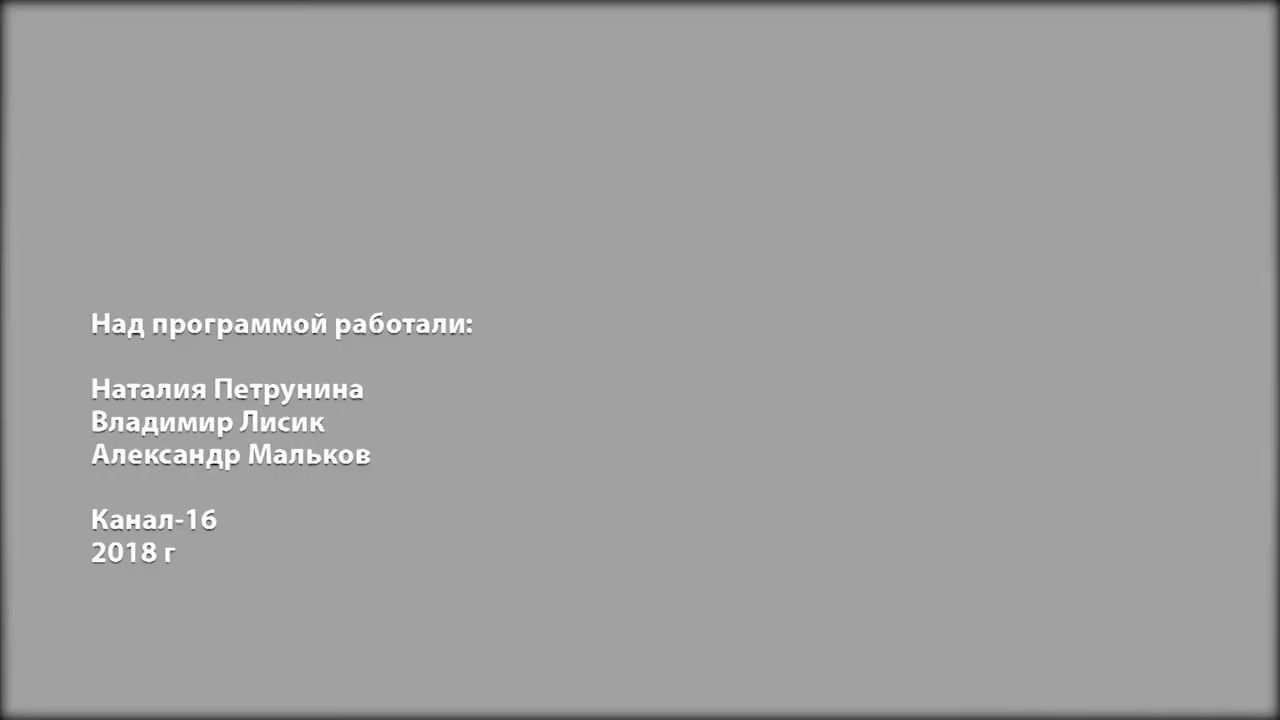 Над программой работали:
Наталия Петрунина
Владимир Лисик
Александр Мальков
Канал-16
2018 г